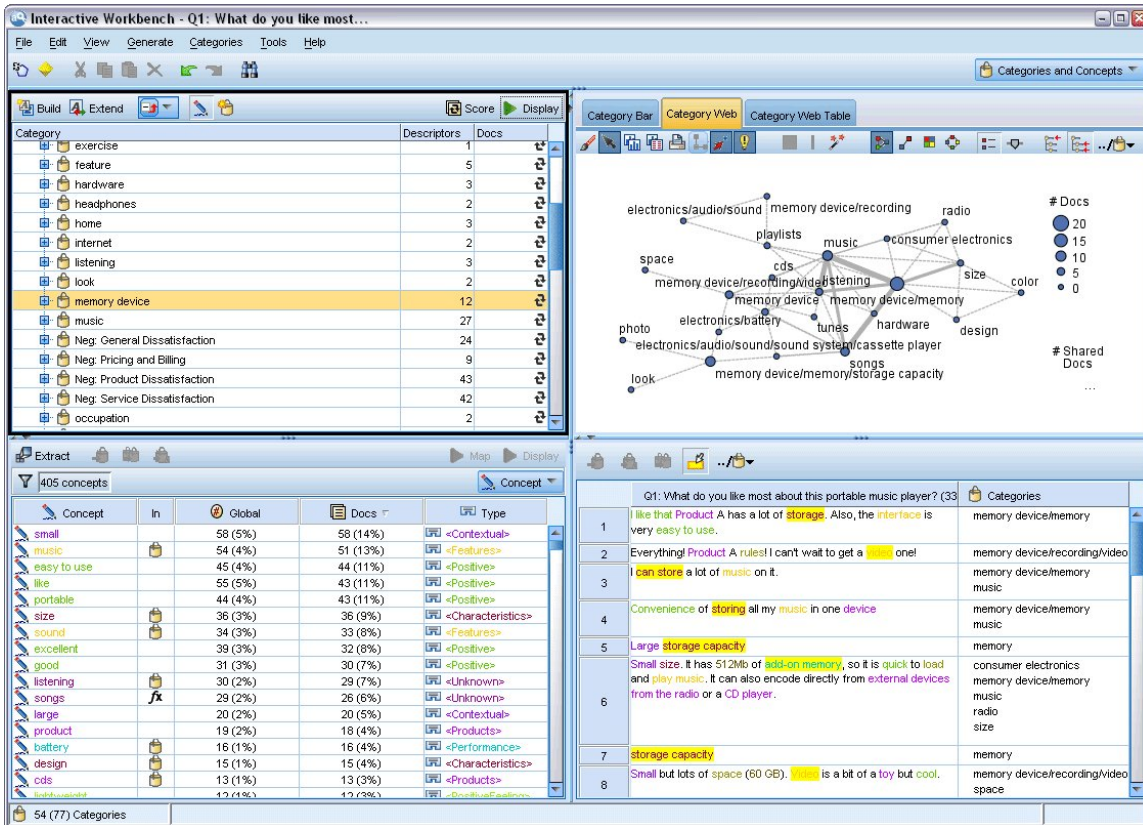 Interactive Workbench - Q1: What do you like most...
File Edit View Generate Categories Tools Help
Categories and Concepts
Build Extend Score Display
Category Descriptors Docs
exercise 1
feature 5
hardware 3
headphones 2
home 3
internet 2
listening 3
look 2
memory device 12
music 27
Neg: General Dissatisfaction 24
Neg: Pricing and Billing 9
Neg: Product Dissatisfaction 43
Neg: Service Dissatisfaction 42
occupation 2
Category Bar Category Web Category Web Table
../
electronics/audio/sound memory device/recording radio
playlists music consumer electronics
space cds size
memory device/recording/video listening color
memory device memory device/memory
electronics/battery tunes hardware design
photo
electronics/audio/sound/sound system/cassette player
songs
look memory device/memory/storage capacity
# Docs
20
15
10
5
0
# Shared
Docs
...
Extract Map Display
405 concepts Concept
Concept In Global Docs Type
small 58 (5%) 58 (14%) <Contextual>
music 54 (4%) 51 (13%) <Features>
easy to use 45 (4%) 44 (11%) <Positive>
like 55 (5%) 43 (11%) <Positive>
portable 44 (4%) 43 (11%) <Positive>
size 36 (3%) 36 (9%) <Characteristics>
sound 34 (3%) 33 (8%) <Features>
excellent 39 (3%) 32 (8%) <Positive>
good 31 (3%) 30 (7%) <Positive>
listening 30 (2%) 29 (7%) <Unknown>
songs fx 29 (2%) 26 (6%) <Unknown>
large 20 (2%) 20 (5%) <Contextual>
product 19 (2%) 18 (4%) <Products>
battery 16 (1%) 16 (4%) <Performance>
design 15 (1%) 15 (4%) <Characteristics>
cds 13 (1%) 13 (3%) <Products>
lightweight 12 (1%) 12 (3%) <PositiveFeeling>
../
Q1: What do you like most about this portable music player? (33 Categories
1 I like that Product A has a lot of storage. Also, the interface is memory device/memory
very easy to use.
2 Everything! Product A rules! I can't wait to get a video one! memory device/recording/video
3 I can store a lot of music on it. memory device/memory
music
4 Convenience of storing all my music in one device memory device/memory
music
5 Large storage capacity memory
6 Small size. It has 512Mb of add-on memory, so it is quick to load consumer electronics
and play music. It can also encode directly from external devices memory device/memory
from the radio or a CD player. music
radio
size
7 storage capacity memory
8 Small but lots of space (60 GB). Video is a bit of a toy but cool. memory device/recording/video
space
54 (77) Categories